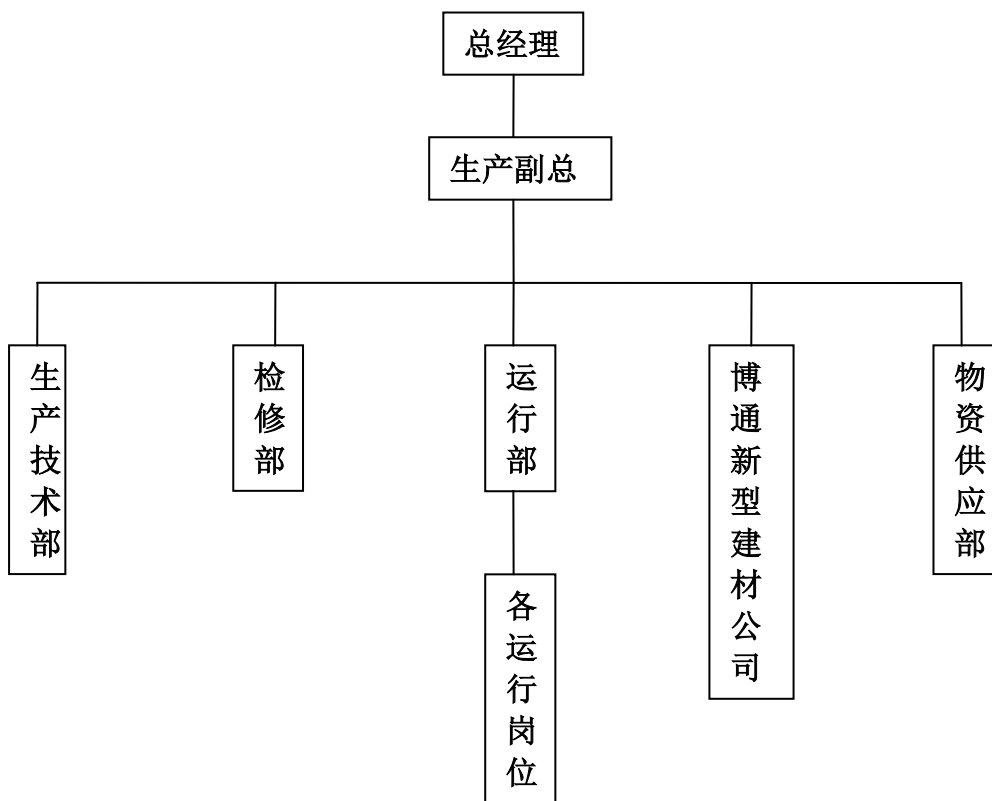 总经理
生产副总
生产技术部
检修部
运行部
博通新型建材公司
物资供应部
各运行岗位